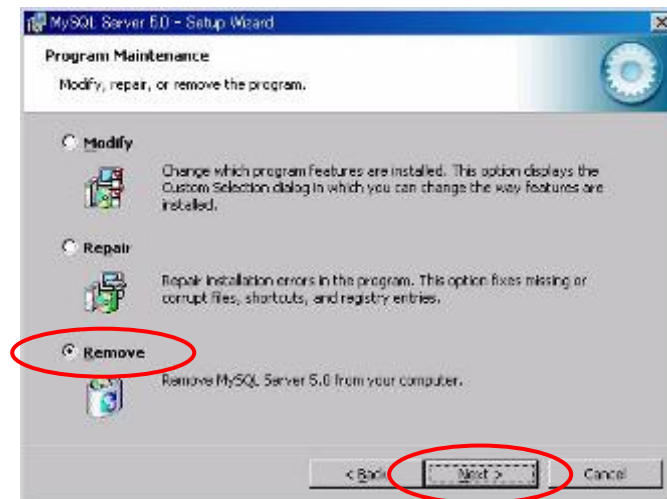 MySQL Server 5.0 - Setup Wizard
Program Maintenance
Modify, repair, or remove the program.
Modify
Change which program features are installed. This option displays the
Custom Selection dialog in which you can change the way features are
installed.
Repair
Repair installation errors in the program. This option fixes missing or
corrupt files, shortcuts, and registry entries.
Remove
Remove MySQL Server 5.0 from your computer.
< Back
Next >
Cancel